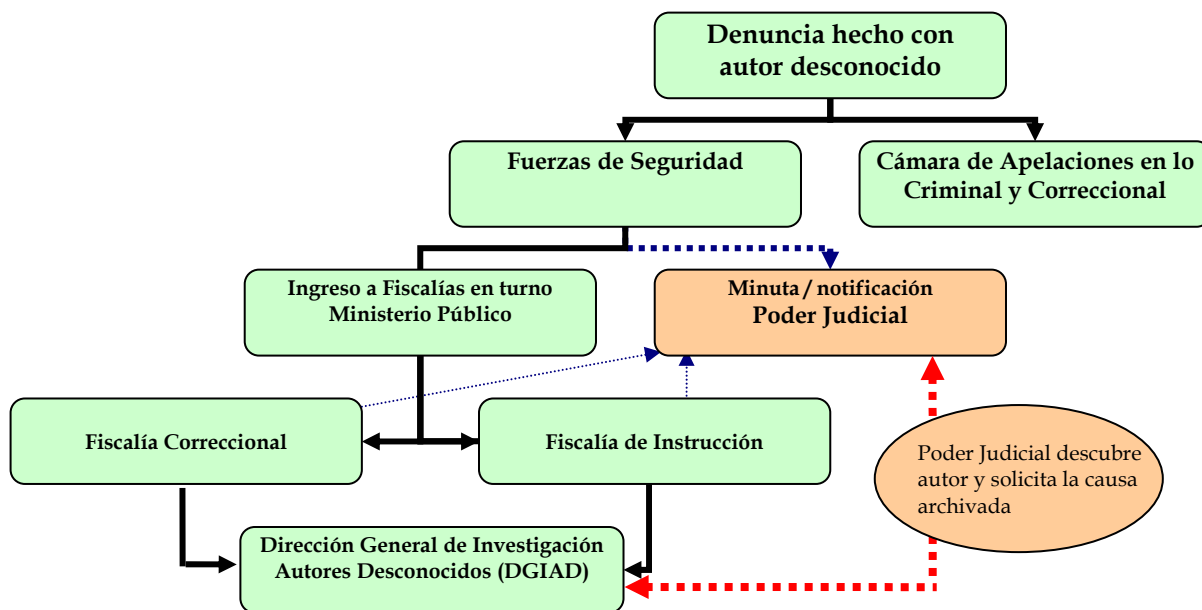 Denuncia hecho con
autor desconocido
Fuerzas de Seguridad
Cámara de Apelaciones en lo
Criminal y Correccional
Ingreso a Fiscalías en turno
Ministerio Público
Minuta / notificación
Poder Judicial
Fiscalía Correccional
Fiscalía de Instrucción
Poder Judicial descubre
autor y solicita la causa
archivada
Dirección General de Investigación
Autores Desconocidos (DGIAD)